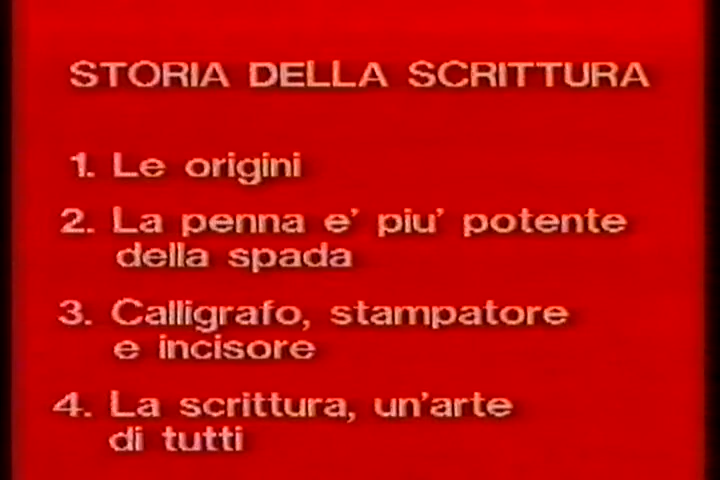 STORIA DELLA SCRITTURA
1. Le origini
2. La penna e' piu' potente
della spada
3. Calligrafo, stampatore
e incisore
4. La scrittura, un'arte
di tutti